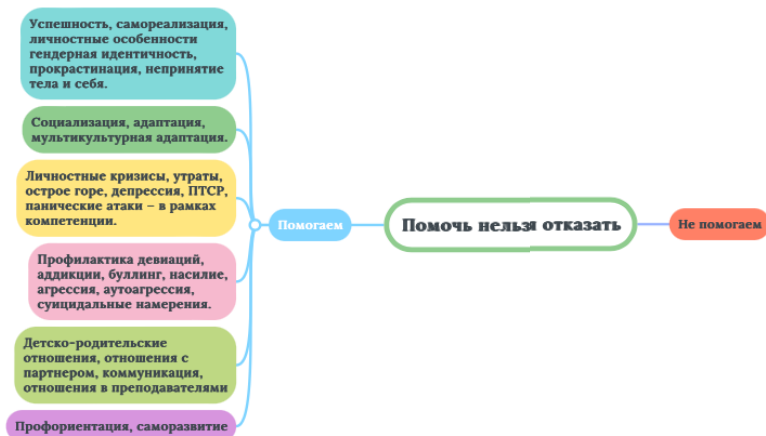 Успешность, самореализация,
личностные особенности
гендерная идентичность,
прокрастинация, непринятие
тела и себя.
Социализация, адаптация,
мультикультурная адаптация.
Личностные кризисы, утраты,
острое горе, депрессия, ПТСР,
панические атаки – в рамках
компетенции.
Помогаем
Помочь нельзя отказать
Не помогаем
Профилактика девиаций,
аддикции, буллинг, насилие,
агрессия, аутоагрессия,
суицидальные намерения.
Детско-родительские
отношения, отношения с
партнером, коммуникация,
отношения в преподавателями
Профориентация, саморазвитие